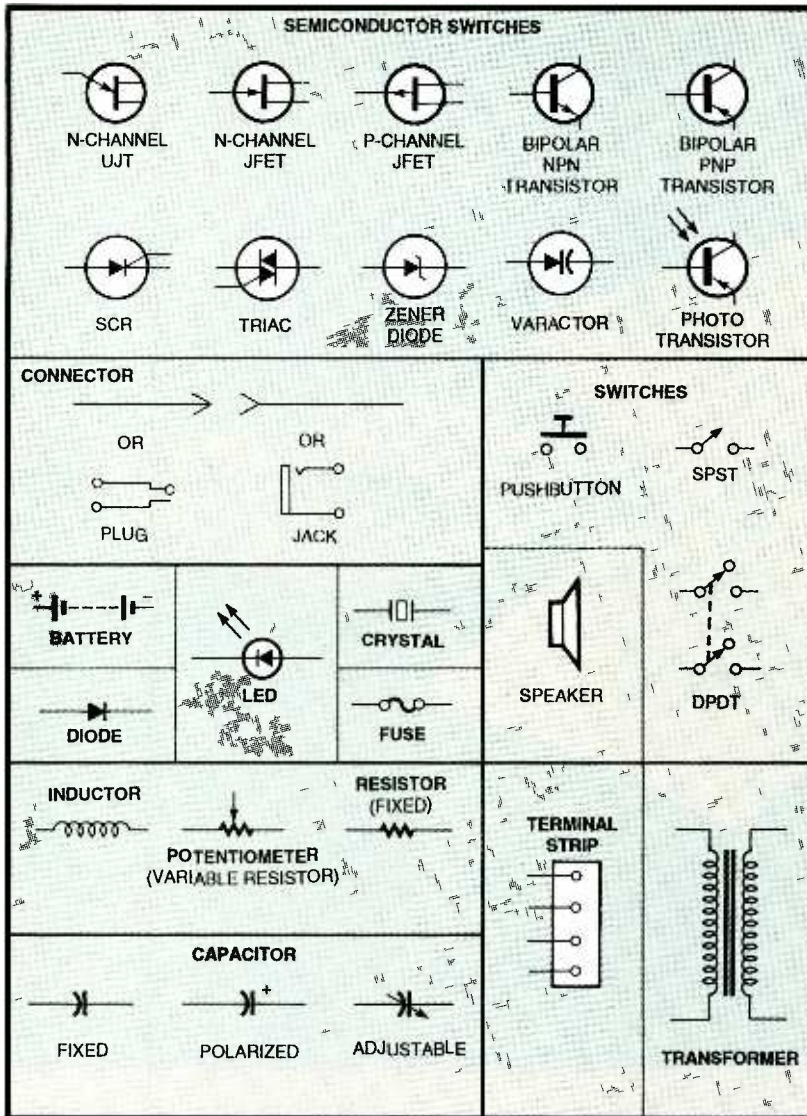 SEMICONDUCTOR SWITCHES
N-CHANNEL
UJT
N-CHANNEL
JFET
P-CHANNEL
JFET
BIPOLAR
NPN
TRANSISTOR
BIPOLAR
PNP
TRANSISTOR
SCR
TRIAC
ZENER
DIODE
VARACTOR
PHOTO
TRANSISTOR
CONNECTOR
OR
OR
PLUG
JACK
SWITCHES
PUSHBUTTON
SPST
+ -
BATTERY
LED
CRYSTAL
DIODE
FUSE
SPEAKER
DPDT
INDUCTOR
POTENTIOMETER
(VARIABLE RESISTOR)
RESISTOR
(FIXED)
TERMINAL
STRIP
TRANSFORMER
CAPACITOR
FIXED
+
POLARIZED
ADJUSTABLE